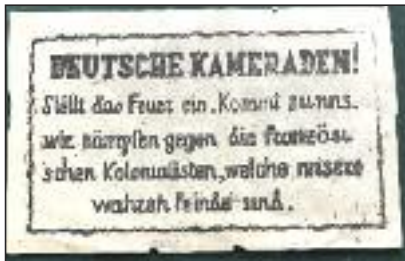 DEUTSCHE KAMERADEN!
Stellt das Feuer ein. Kommt zu uns.
wir kämpfen gegen die französi
schen Kolonialisten, welche unsere
wahren Feinde sind.